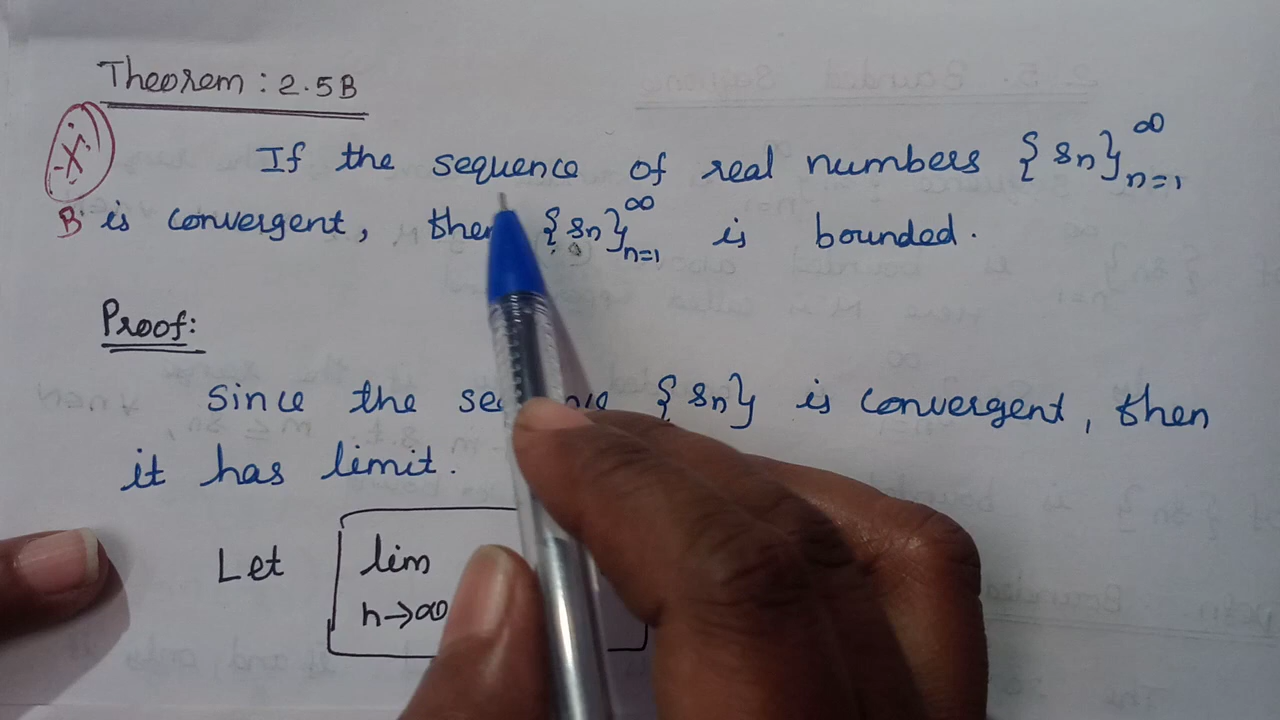 Theorem: 2.5B
If the sequence of real numbers {Sn}∞n=1
B is convergent, then {Sn}∞n=1 is bounded.
Proof:
Since the {Sn} is convergent, then
it has limit.
Let lim
n→∞